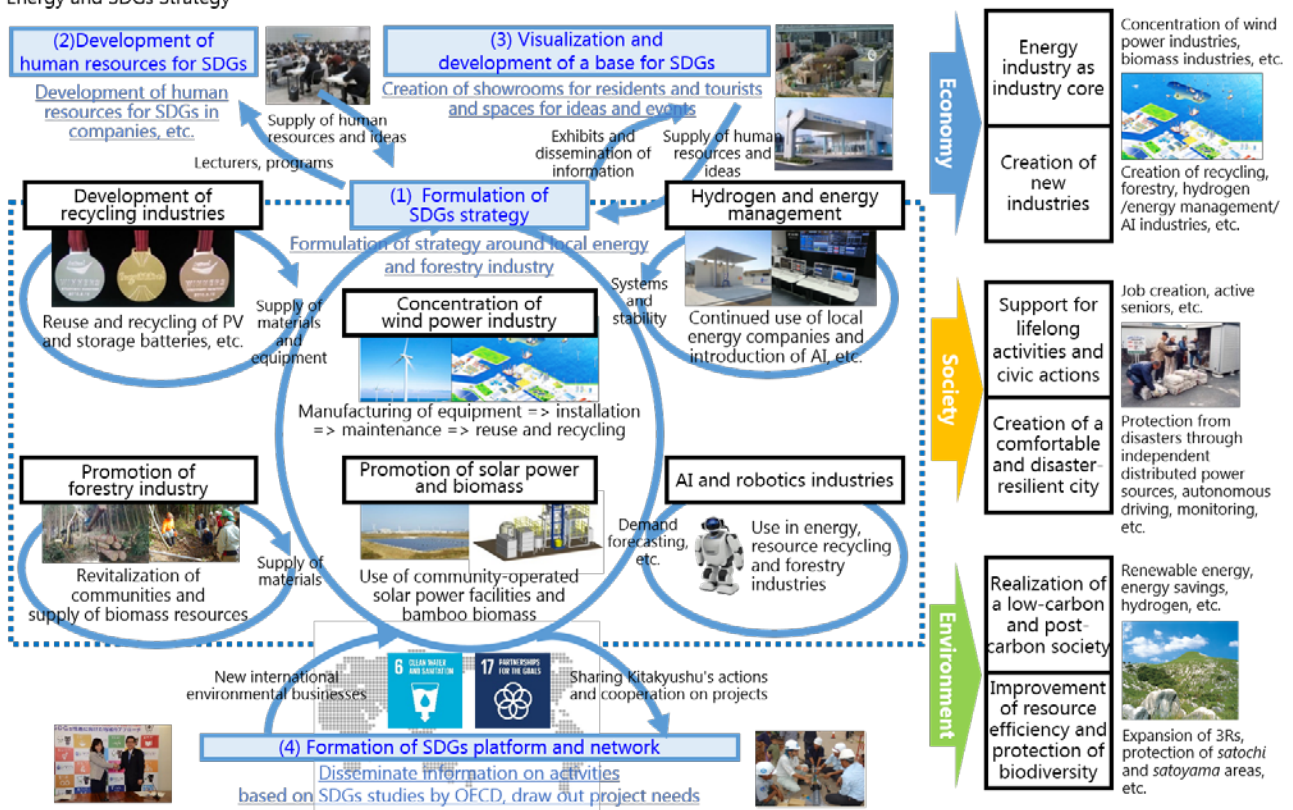 Energy and SDGs Strategy
(2)Development of
human resources for SDGs
Development of human
resources for SDGs in
companies, etc.
Supply of human
resources and ideas
Lecturers, programs
(3) Visualization and
development of a base for SDGs
Creation of showrooms for residents and tourists
and spaces for ideas and events
Exhibits and
dissemination of
information
Supply of human
resources and
ideas
(1) Formulation of
SDGs strategy
Formulation of strategy around local energy
and forestry industry
Development of
recycling industries
Reuse and recycling of PV
and storage batteries, etc.
Supply of
materials
and
equipment
Hydrogen and energy
management
Systems
and
stability
Continued use of local
energy companies and
introduction of AI, etc.
Concentration of
wind power industry
Manufacturing of equipment => installation
=> maintenance => reuse and recycling
Promotion of
forestry industry
Revitalization of
communities and
supply of biomass resources
Supply of
materials
Promotion of solar power
and biomass
Use of community-operated
solar power facilities and
bamboo biomass
AI and robotics industries
Demand
forecasting,
etc.
Use in energy,
resource recycling
and forestry
industries
New international
environmental businesses
6 CLEAN WATER
AND SANITATION
17 PARTNERSHIPS
FOR THE GOALS
Sharing Kitakyushu's actions
and cooperation on projects
(4) Formation of SDGs platform and network
Disseminate information on activities
based on SDGs studies by OECD, draw out project needs
Economy
Energy
industry as
industry core
Concentration of wind
power industries,
biomass industries, etc.
Creation of
new
industries
Creation of recycling,
forestry, hydrogen
/energy management/
AI industries, etc.
Society
Support for
lifelong
activities and
civic actions
Job creation, active
seniors, etc.
Creation of a
comfortable
and disaster-
resilient city
Protection from
disasters through
independent
distributed power
sources, autonomous
driving, monitoring,
etc.
Environment
Realization of
a low-carbon
and post-
carbon society
Renewable energy,
energy savings,
hydrogen, etc.
Improvement
of resource
efficiency and
protection of
biodiversity
Expansion of 3Rs,
protection of satochi
and satoyama areas,
etc.